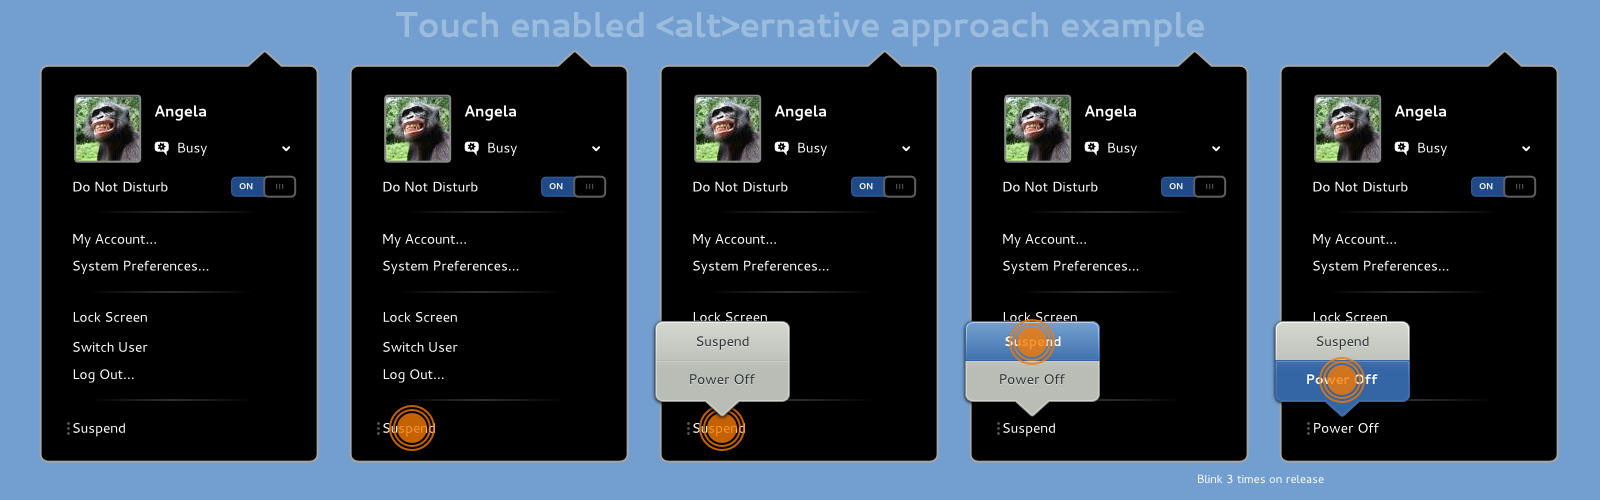 Touch enabled <alt>ernative approach example
Angela
Busy
Do Not Disturb ON
My Account...
System Preferences...
Lock Screen
Switch User
Log Out...
Suspend
Angela
Busy
Do Not Disturb ON
My Account...
System Preferences...
Lock Screen
Switch User
Log Out...
Suspend
Angela
Busy
Do Not Disturb ON
My Account...
System Preferences...
Lock Screen
Suspend
Power Off
Suspend
Angela
Busy
Do Not Disturb ON
My Account...
System Preferences...
Lock Screen
Suspend
Power Off
Suspend
Angela
Busy
Do Not Disturb ON
My Account...
System Preferences...
Lock Screen
Suspend
Power Off
Power Off
Blink 3 times on release